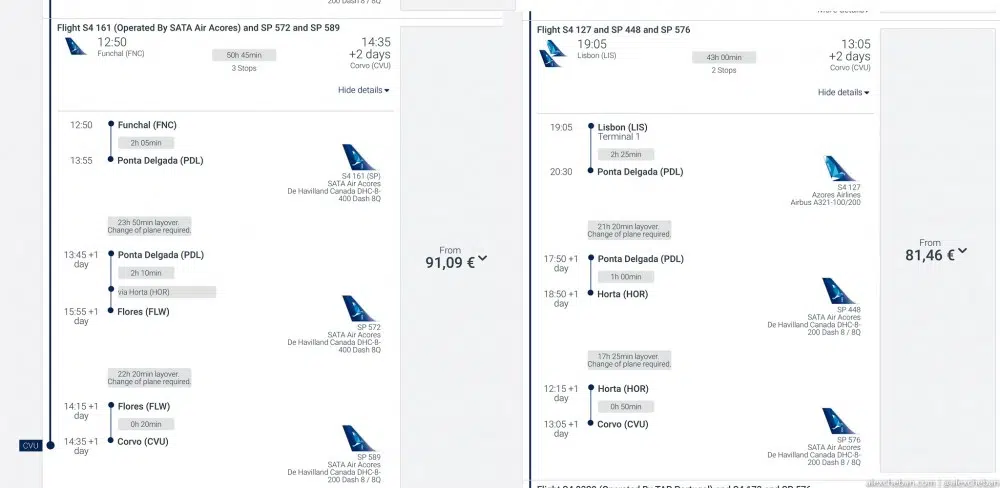 Flight S4 161 (Operated By SATA Air Acores) and SP 572 and SP 589
12:50
Funchal (FNC)
50h 45min
3 Stops
14:35
+2 days
Corvo (CVU)
Hide details
12:50
Funchal (FNC)
2h 05min
13:55
Ponta Delgada (PDL)
S4 161 (SP)
SATA Air Acores
De Havilland Canada DHC-8-
400 Dash 8Q
23h 50min layover.
Change of plane required.
13:45 +1
day
Ponta Delgada (PDL)
2h 10min
via Horta (HOR)
15:55 +1
day
Flores (FLW)
SP 572
SATA Air Acores
De Havilland Canada DHC-8-
400 Dash 8Q
22h 20min layover.
Change of plane required.
14:15 +1
day
Flores (FLW)
0h 20min
14:35 +1
day
Corvo (CVU)
CVU
SP 589
SATA Air Acores
De Havilland Canada DHC-8-
200 Dash 8 / 8Q
From
91,09 €
Flight S4 127 and SP 448 and SP 576
19:05
Lisbon (LIS)
43h 00min
2 Stops
13:05
+2 days
Corvo (CVU)
Hide details
19:05
Lisbon (LIS)
Terminal 1
2h 25min
20:30
Ponta Delgada (PDL)
S4 127
Azores Airlines
Airbus A321-100/200
21h 20min layover.
Change of plane required.
17:50 +1
day
Ponta Delgada (PDL)
1h 00min
18:50 +1
day
Horta (HOR)
SP 448
SATA Air Acores
De Havilland Canada DHC-8-
200 Dash 8 / 8Q
17h 25min layover.
Change of plane required.
12:15 +1
day
Horta (HOR)
0h 50min
13:05 +1
day
Corvo (CVU)
SP 576
SATA Air Acores
De Havilland Canada DHC-8-
200 Dash 8 / 8Q
From
81,46 €
alexcheban.com | @alexcheban